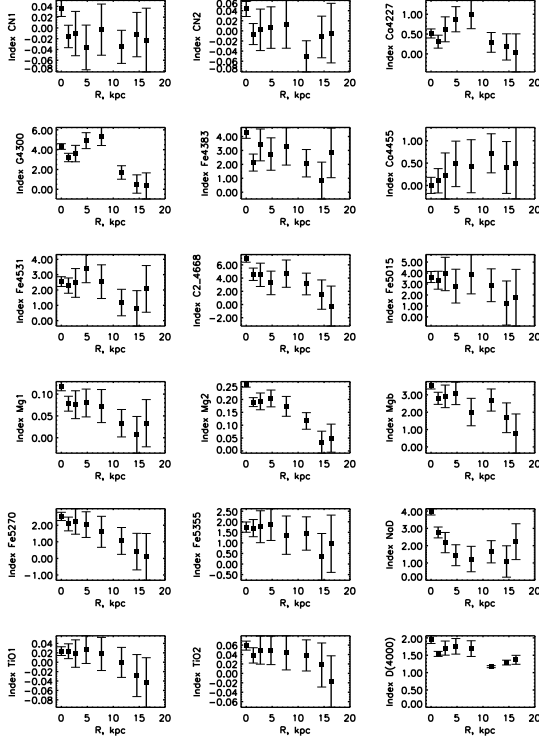 Index CN1
0.04
0.02
0.00
-0.02
-0.04
-0.06
-0.08
0 5 10 15 20
R, kpc
Index CN2
0.04
0.02
0.00
-0.02
-0.04
-0.06
-0.08
0 5 10 15 20
R, kpc
Index Ca4227
1.00
0.50
0.00
0 5 10 15 20
R, kpc
Index G4300
6.00
4.00
2.00
0.00
0 5 10 15 20
R, kpc
Index Fe4383
4.00
3.00
2.00
1.00
0.00
0 5 10 15 20
R, kpc
Index Ca4455
1.00
0.50
0.00
0 5 10 15 20
R, kpc
Index Fe4531
4.00
3.00
2.00
1.00
0.00
0 5 10 15 20
R, kpc
Index C2_4668
6.00
4.00
2.00
0.00
-2.00
0 5 10 15 20
R, kpc
Index Fe5015
5.00
4.00
3.00
2.00
1.00
0.00
0 5 10 15 20
R, kpc
Index Mg1
0.10
0.05
0.00
0 5 10 15 20
R, kpc
Index Mg2
0.25
0.20
0.15
0.10
0.05
0.00
0 5 10 15 20
R, kpc
Index Mgb
3.00
2.00
1.00
0.00
0 5 10 15 20
R, kpc
Index Fe5270
2.00
1.00
0.00
-1.00
0 5 10 15 20
R, kpc
Index Fe5355
2.50
2.00
1.50
1.00
0.50
0.00
-0.50
0 5 10 15 20
R, kpc
Index NaD
4.00
3.00
2.00
1.00
0.00
0 5 10 15 20
R, kpc
Index TiO1
0.04
0.02
0.00
-0.02
-0.04
-0.06
-0.08
0 5 10 15 20
R, kpc
Index TiO2
0.06
0.04
0.02
0.00
-0.02
-0.04
-0.06
0 5 10 15 20
R, kpc
Index D(4000)
2.00
1.50
1.00
0.50
0.00
0 5 10 15 20
R, kpc